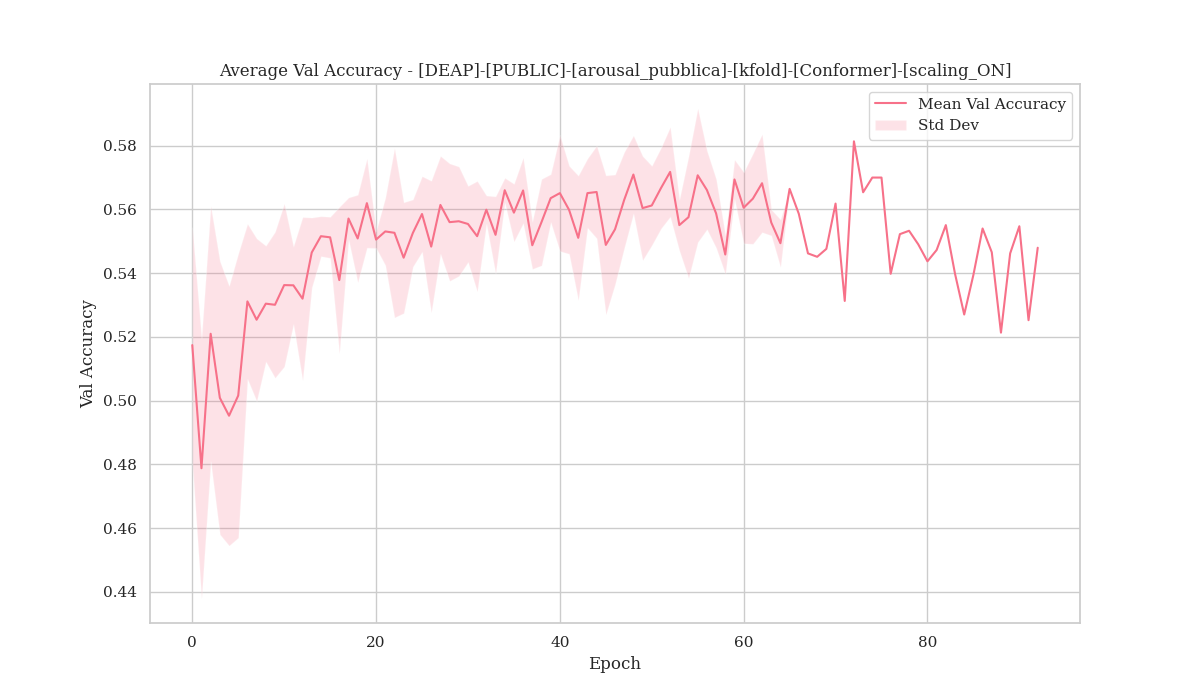 Average Val Accuracy - [DEAP]-[PUBLIC]-[arousal_pubblica]-[kfold]-[Conformer]-[scaling_ON]
Mean Val Accuracy
Std Dev
Val Accuracy
0.58
0.56
0.54
0.52
0.50
0.48
0.46
0.44
0 20 40 60 80
Epoch